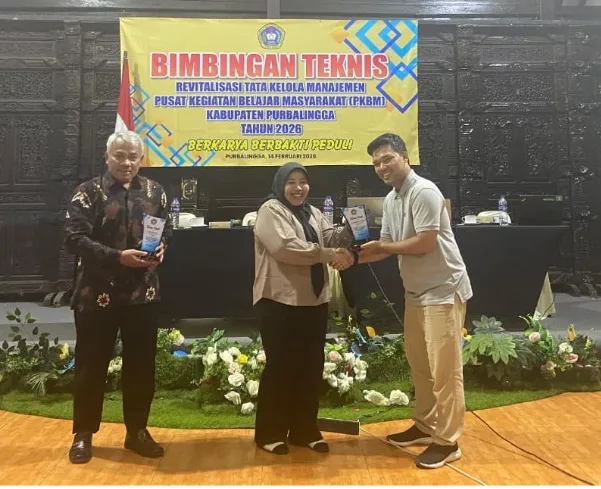 BIMBINGAN TEKNIS
REVITALISASI TATA KELOLA MANAJEMEN
PUSAT KEGIATAN BELAJAR MASYARAKAT (PKBM)
KABUPATEN PURBALINGGA
TAHUN 2026
BERKARYA BERBAKTI PEDULI
PURBALINGGA, 14 FEBRUARI 2026